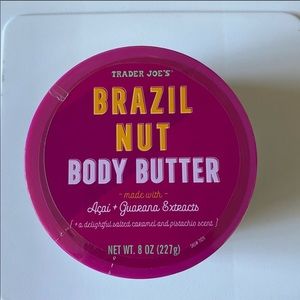 TRADER JOE'S
BRAZIL
NUT
BODY BUTTER
made with
Açaí + Guarana Extracts
[ + a delightful salted caramel and pistachio scent ]
NET WT. 8 OZ (227g)